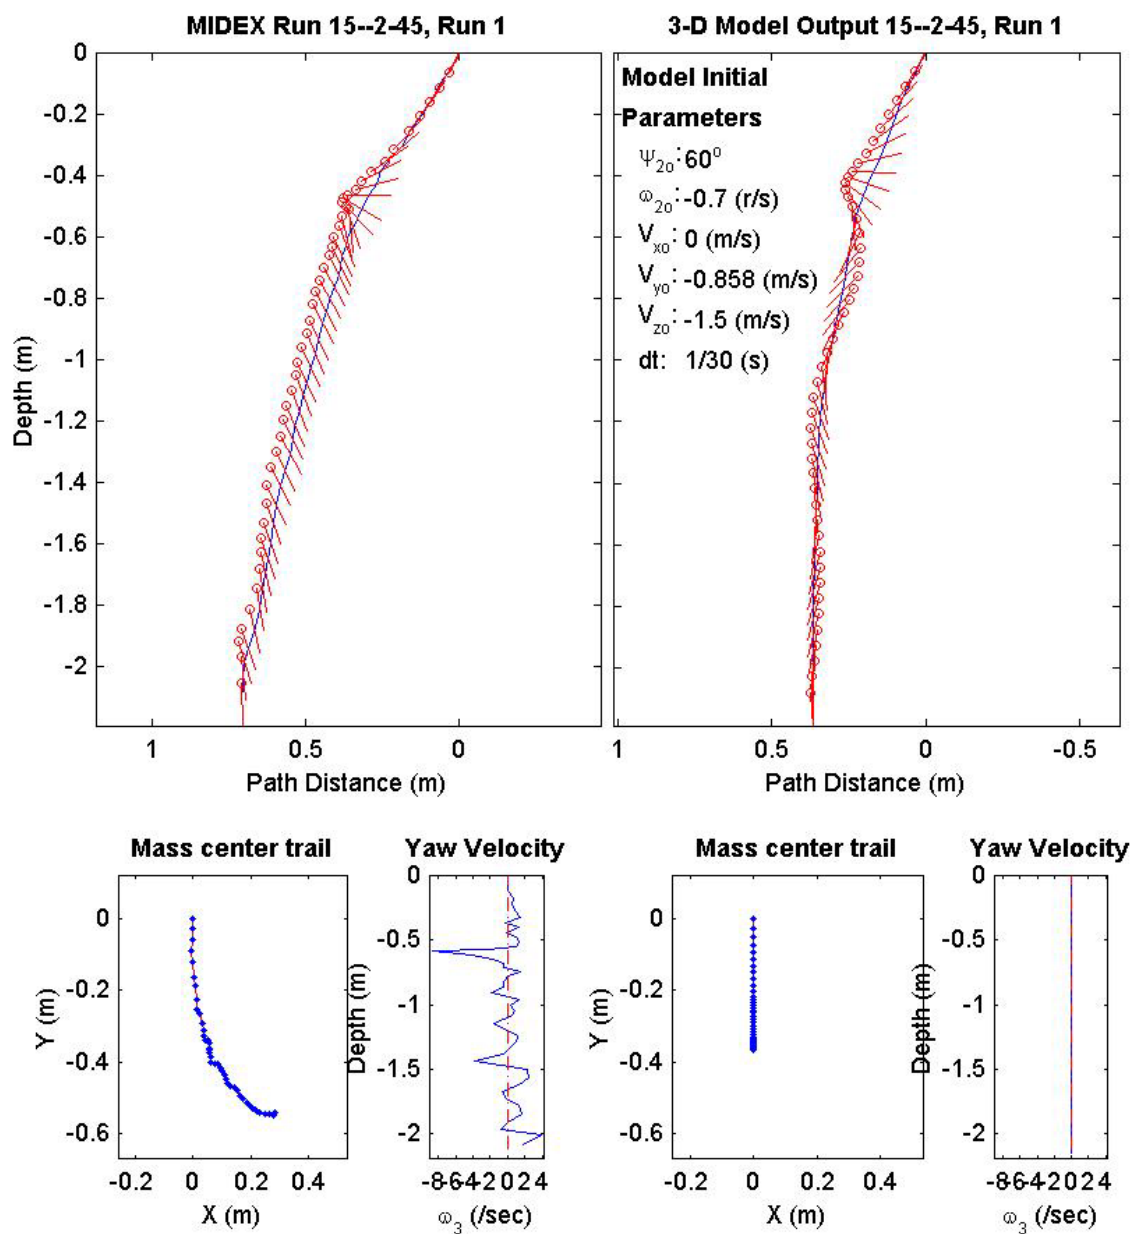 MIDEX Run 15--2-45, Run 1
0
-0.2
-0.4
-0.6
-0.8
-1
-1.2
-1.4
-1.6
-1.8
-2
Depth (m)
1 0.5 0
Path Distance (m)
3-D Model Output 15--2-45, Run 1
Model Initial
Parameters
Ψ2o: 60o
ω2o: -0.7 (r/s)
Vxo: 0 (m/s)
Vyo: -0.858 (m/s)
Vzo: -1.5 (m/s)
dt: 1/30 (s)
1 0.5 0 -0.5
Path Distance (m)
Mass center trail
0
-0.2
-0.4
-0.6
Y (m)
-0.2 0 0.2 0.4
X (m)
Yaw Velocity
0
-0.5
-1
-1.5
-2
Depth (m)
-8-6-4-2 0 2 4
ω3 (/sec)
Mass center trail
0
-0.2
-0.4
-0.6
Y (m)
-0.2 0 0.2 0.4
X (m)
Yaw Velocity
0
-0.5
-1
-1.5
-2
Depth (m)
-8-6-4-2 0 2 4
ω3 (/sec)